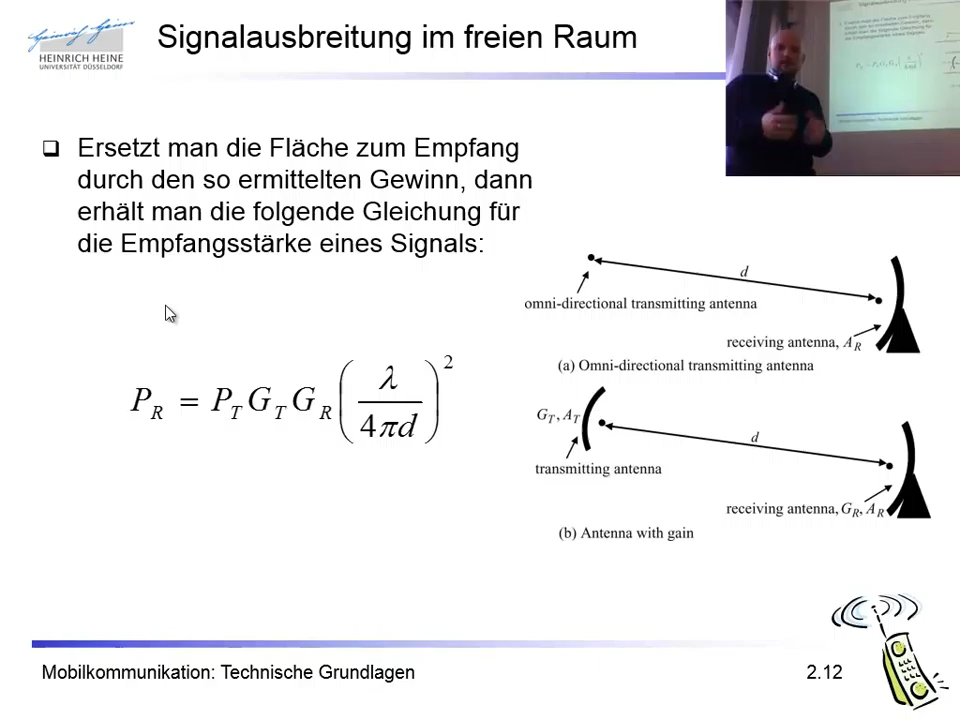 Heinrich Heine
HEINRICH HEINE
UNIVERSITÄT DÜSSELDORF
Signalausbreitung im freien Raum
Ersetzt man die Fläche zum Empfang
durch den so ermittelten Gewinn, dann
erhält man die folgende Gleichung für
die Empfangsstärke eines Signals:
P_R = P_T G_T G_R (λ / 4πd)^2
d
omni-directional transmitting antenna
receiving antenna, A_R
(a) Omni-directional transmitting antenna
G_T, A_T
d
transmitting antenna
receiving antenna, G_R, A_R
(b) Antenna with gain
Mobilkommunikation: Technische Grundlagen
2.12